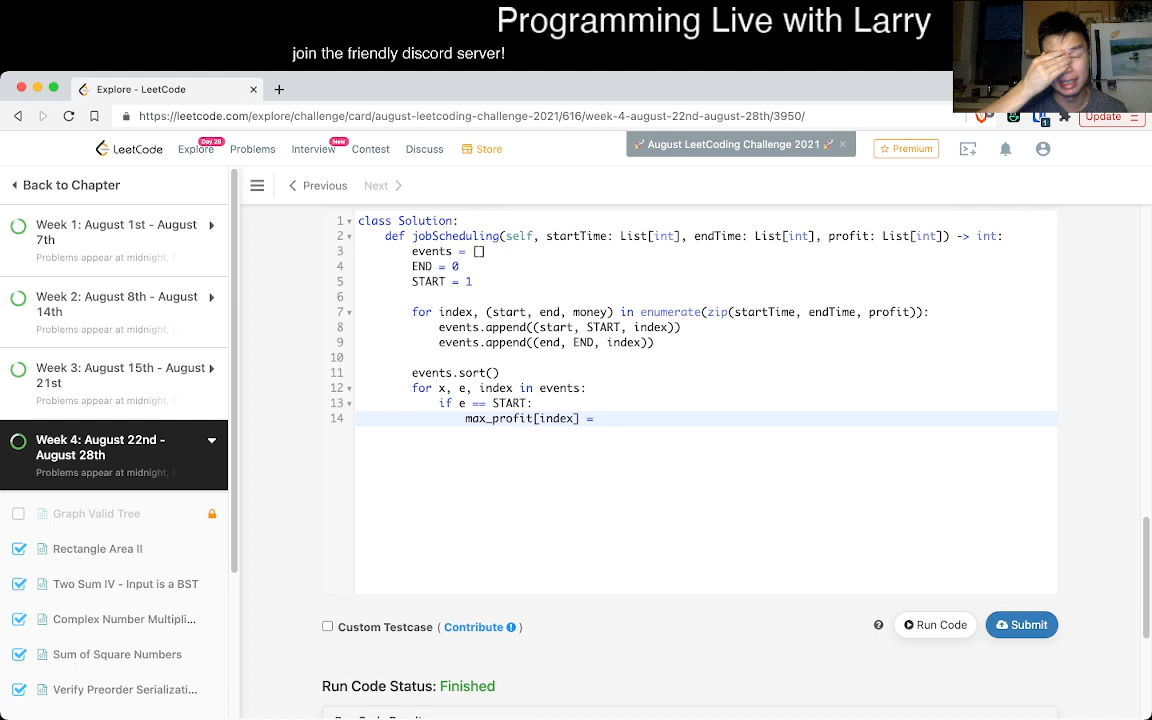 Programming Live with Larry
join the friendly discord server!
Explore - LeetCode
https://leetcode.com/explore/challenge/card/august-leetcoding-challenge-2021/616/week-4-august-22nd-august-28th/3950/
Update
LeetCode
Explore
Day 28
Problems
Interview
New
Contest
Discuss
Store
August LeetCoding Challenge 2021
Premium
Back to Chapter
Previous
Next
Week 1: August 1st - August
7th
Problems appear at midnight,
Week 2: August 8th - August
14th
Problems appear at midnight,
Week 3: August 15th - August
21st
Problems appear at midnight,
Week 4: August 22nd -
August 28th
Problems appear at midnight,
Graph Valid Tree
Rectangle Area II
Two Sum IV - Input is a BST
Complex Number Multipli...
Sum of Square Numbers
Verify Preorder Serializati...
1 class Solution:
2 def jobScheduling(self, startTime: List[int], endTime: List[int], profit: List[int]) -> int:
3 events = []
4 END = 0
5 START = 1
6
7 for index, (start, end, money) in enumerate(zip(startTime, endTime, profit)):
8 events.append((start, START, index))
9 events.append((end, END, index))
10
11 events.sort()
12 for x, e, index in events:
13 if e == START:
14 max_profit[index] =
Custom Testcase ( Contribute )
Run Code
Submit
Run Code Status: Finished